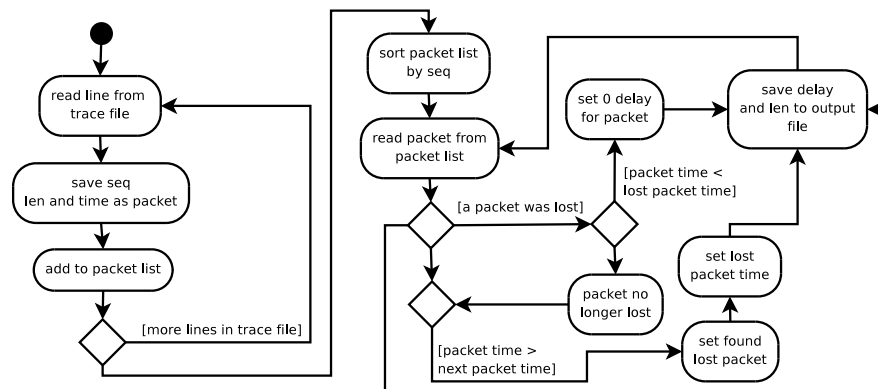 read line from
trace file
save seq
len and time as packet
add to packet list
[more lines in trace file]
sort packet list
by seq
read packet from
packet list
[a packet was lost]
set 0 delay
for packet
[packet time <
lost packet time]
save delay
and len to output
file
set lost
packet time
packet no
longer lost
[packet time >
next packet time]
set found
lost packet